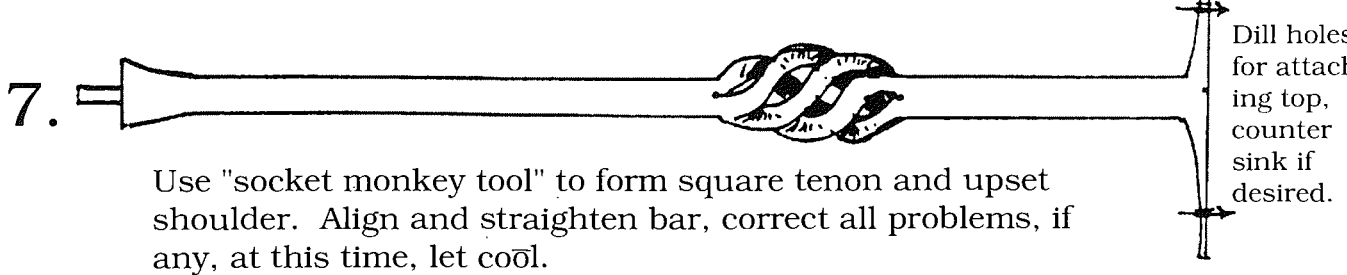 7.
Use "socket monkey tool" to form square tenon and upset
shoulder. Align and straighten bar, correct all problems, if
any, at this time, let cool.
Dill holes
for attach
ing top,
counter
sink if
desired.